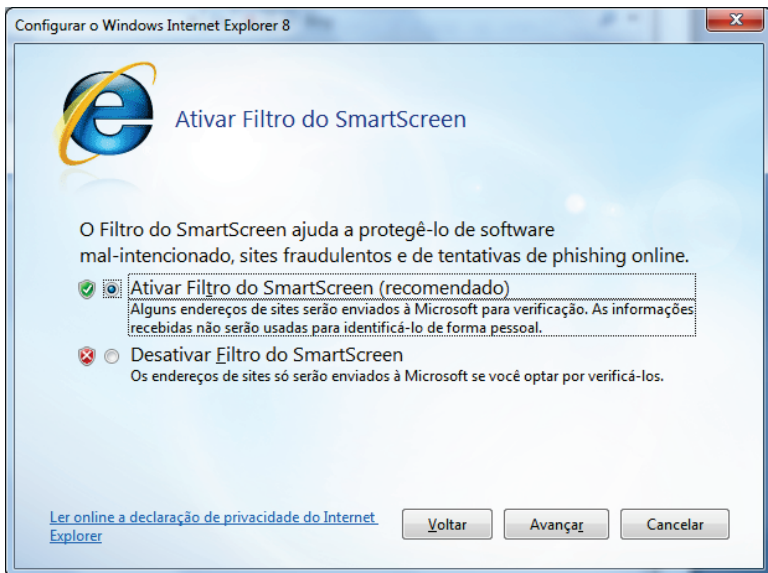 Configurar o Windows Internet Explorer 8
Ativar Filtro do SmartScreen
O Filtro do SmartScreen ajuda a protegê-lo de software
mal-intencionado, sites fraudulentos e de tentativas de phishing online.
Ativar Filtro do SmartScreen (recomendado)
Alguns endereços de sites serão enviados à Microsoft para verificação. As informações
recebidas não serão usadas para identificá-lo de forma pessoal.
Desativar Filtro do SmartScreen
Os endereços de sites só serão enviados à Microsoft se você optar por verificá-los.
Ler online a declaração de privacidade do Internet
Explorer
Voltar Avançar Cancelar